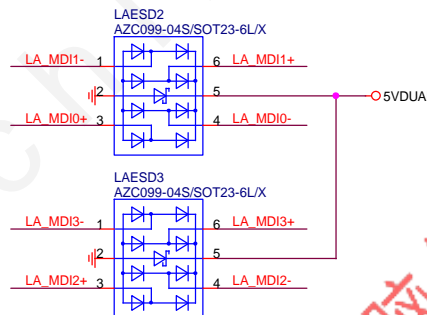 LAESD2
AZC099-04S/SOT23-6L/X
LA_MDI1- 1 6 LA_MDI1+
2 5 5VDUA
LA_MDI0+ 3 4 LA_MDI0-
LAESD3
AZC099-04S/SOT23-6L/X
LA_MDI3- 1 6 LA_MDI3+
2 5
LA_MDI2+ 3 4 LA_MDI2-